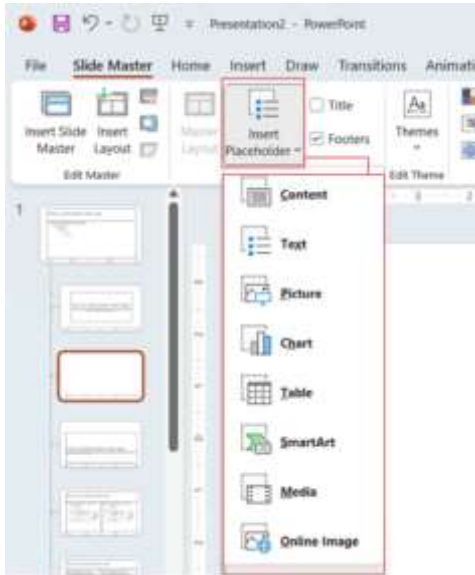 Presentation2 - PowerPoint
File Slide Master Home Insert Draw Transitions Animati
Insert Slide Master
Insert Layout
Master Layout
Insert Placeholder
Title
Footers
Aa
Themes
Edit Master
Edit Theme
1
Content
Text
Picture
Chart
Table
SmartArt
Media
Online Image